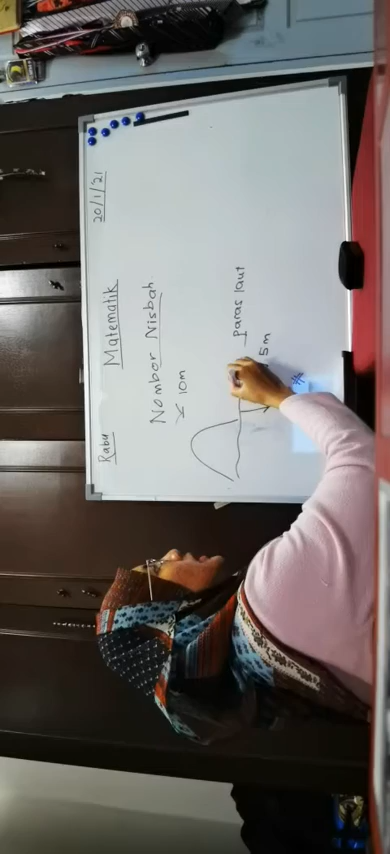 Rabu
Matematik
20/1/21
Nombor Nisbah
10m
paras laut
5m